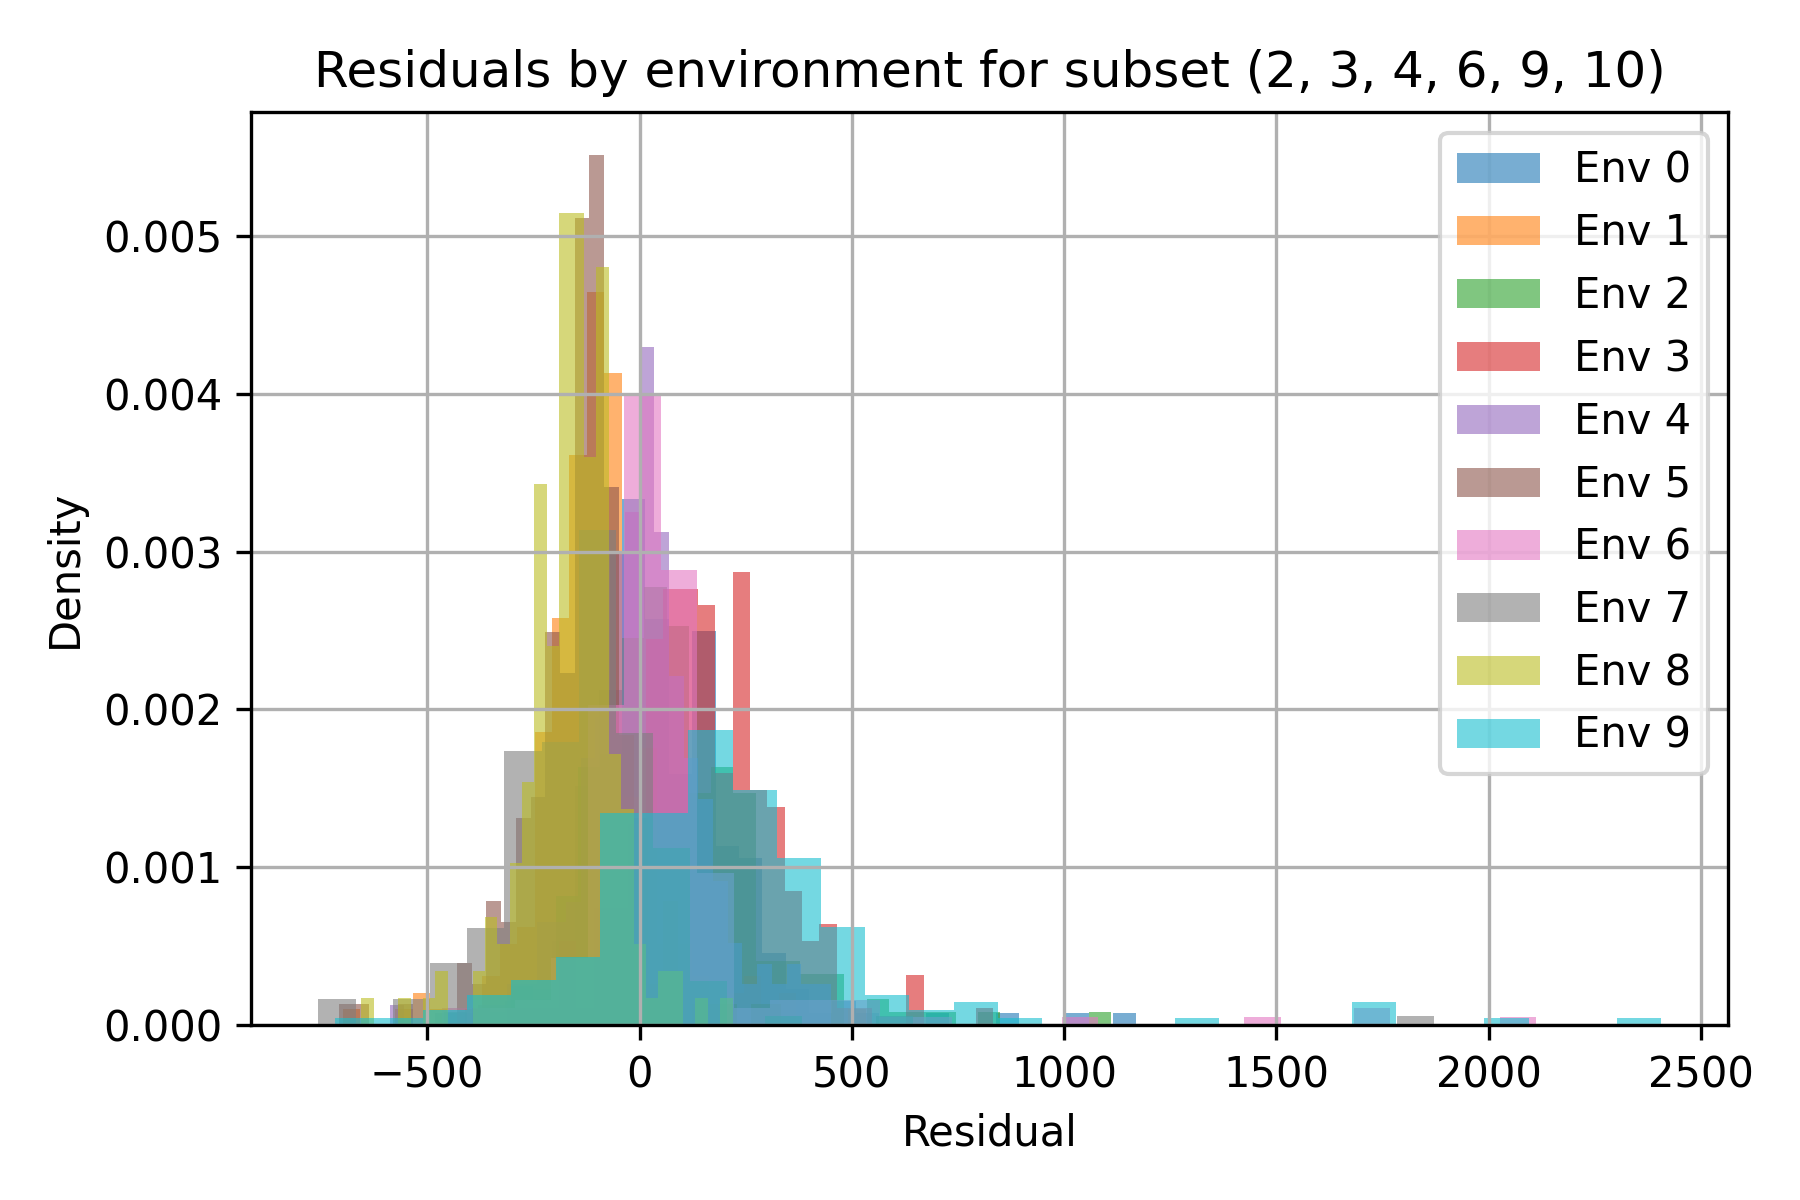 Residuals by environment for subset (2, 3, 4, 6, 9, 10)
Env 0
Env 1
Env 2
Env 3
Env 4
Env 5
Env 6
Env 7
Env 8
Env 9
0.005
0.004
0.003
0.002
0.001
0.000
Density
−500 0 500 1000 1500 2000 2500
Residual